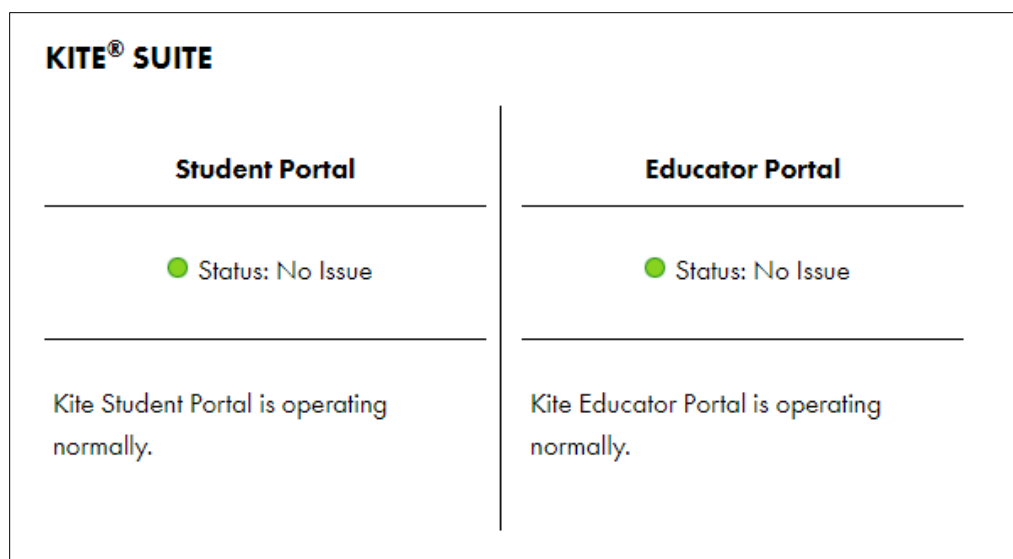 KITE® SUITE
Student Portal
Status: No Issue
Kite Student Portal is operating
normally.
Educator Portal
Status: No Issue
Kite Educator Portal is operating
normally.